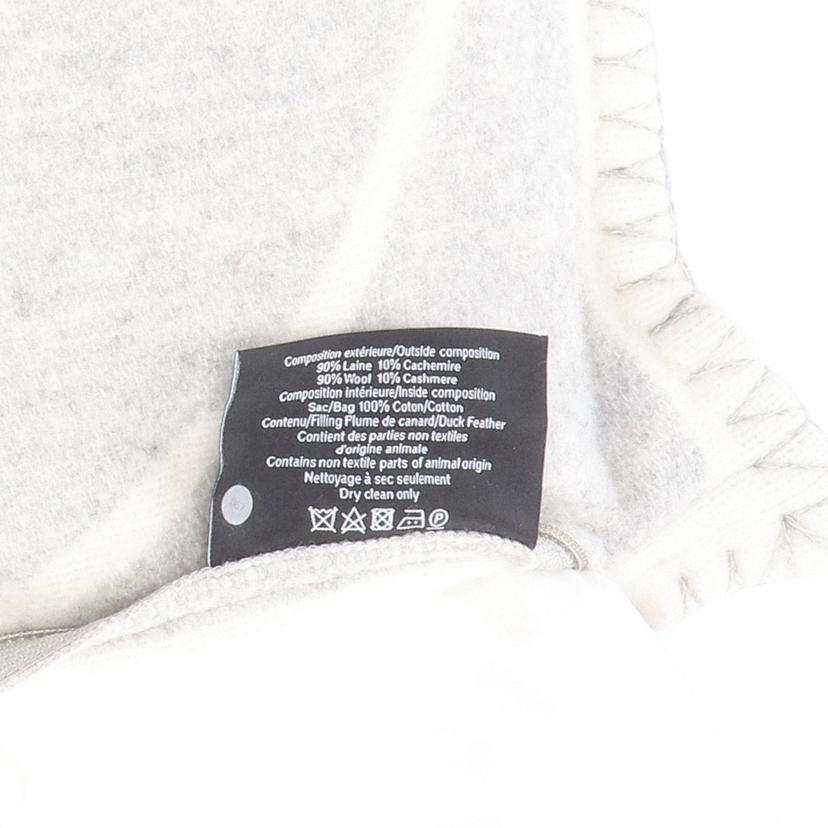 Composition extérieure/Outside composition
90% Laine 10% Cachemire
90% Wool 10% Cashmere
Composition intérieure/Inside composition
Sac/Bag 100% Coton/Cotton
Contenu/Filling Plume de canard/Duck Feather
Contient des parties non textiles
d'origine animale
Contains non textile parts of animal origin
Nettoyage à sec seulement
Dry clean only
P